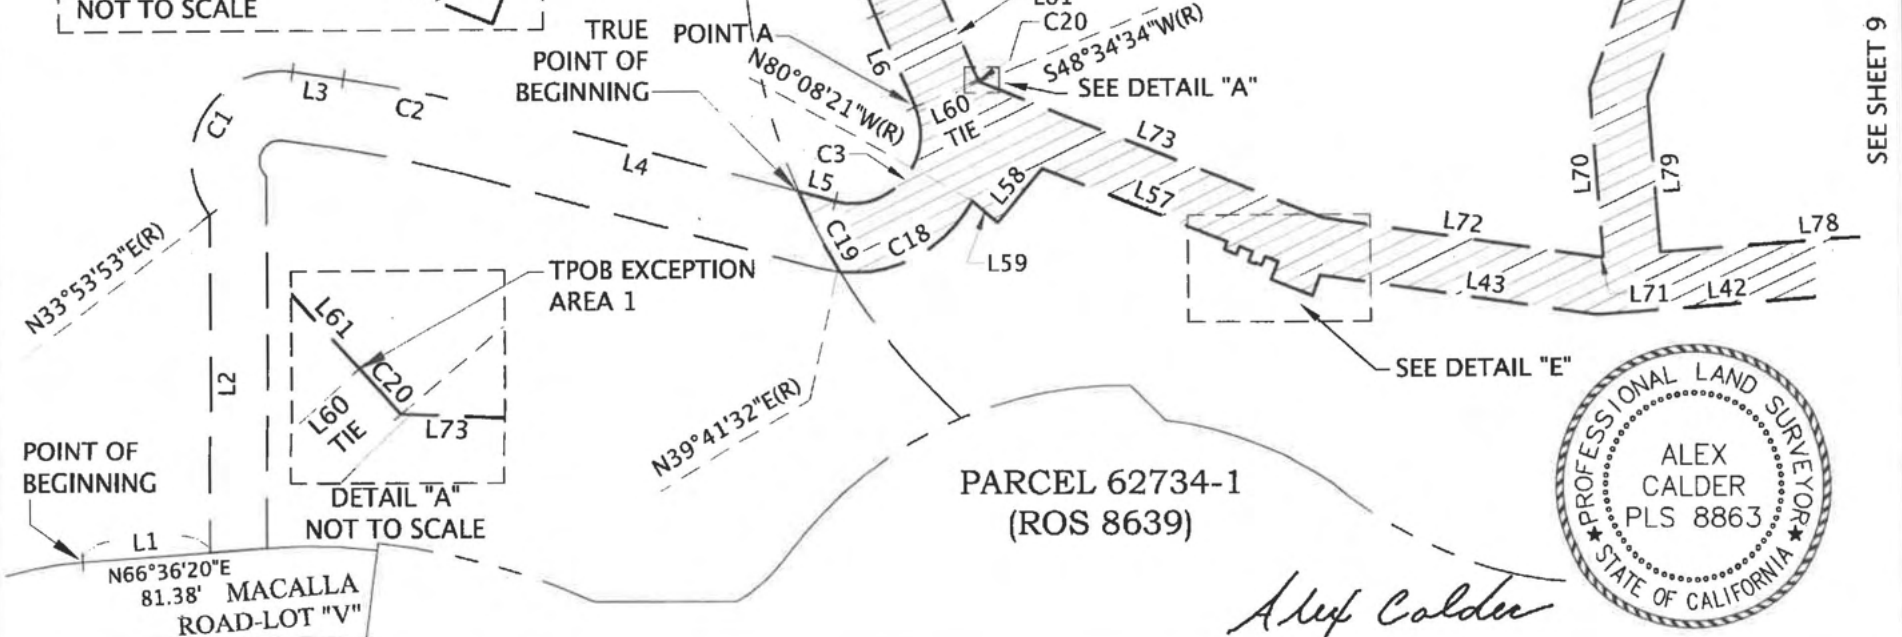 NOT TO SCALE
TRUE
POINT OF
BEGINNING
POINT A
L6
C20
S48°34'34"W(R)
N80°08'21"W(R)
SEE DETAIL "A"
L60
TIE
L73
C3
L5
L58
L57
L59
C19
C18
C1
L3
C2
L4
L72
L70
L79
L78
L43
L71
L42
SEE SHEET 9
N33°53'53"E(R)
L2
TPOB EXCEPTION
AREA 1
L61
C20
L60
TIE
L73
DETAIL "A"
NOT TO SCALE
SEE DETAIL "E"
N39°41'32"E(R)
POINT OF
BEGINNING
L1
N66°36'20"E
81.38'
MACALLA
ROAD-LOT "V"
PARCEL 62734-1
(ROS 8639)
PROFESSIONAL LAND SURVEYOR
ALEX
CALDER
PLS 8863
STATE OF CALIFORNIA
Alex Calder